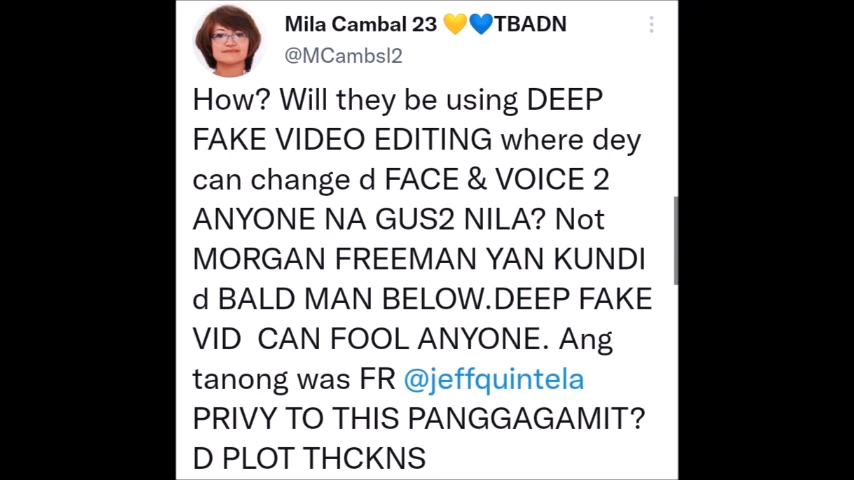 Mila Cambal 23 💛💙TBADN
@MCambsl2
How? Will they be using DEEP
FAKE VIDEO EDITING where dey
can change d FACE & VOICE 2
ANYONE NA GUS2 NILA? Not
MORGAN FREEMAN YAN KUNDI
d BALD MAN BELOW.DEEP FAKE
VID  CAN FOOL ANYONE. Ang
tanong was FR @jeffquintela
PRIVY TO THIS PANGGAGAMIT?
D PLOT THCKNS